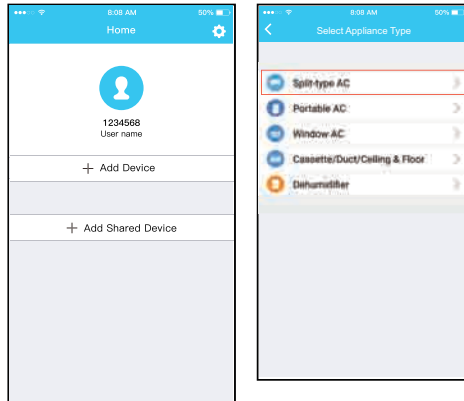 8:08 AM
50%
Home
1234568
User name
+ Add Device
+ Add Shared Device
8:08 AM
50%
Select Appliance Type
Split-type AC
Portable AC
Window AC
Cassette/Duct/Ceiling & Floor
Dehumidifier